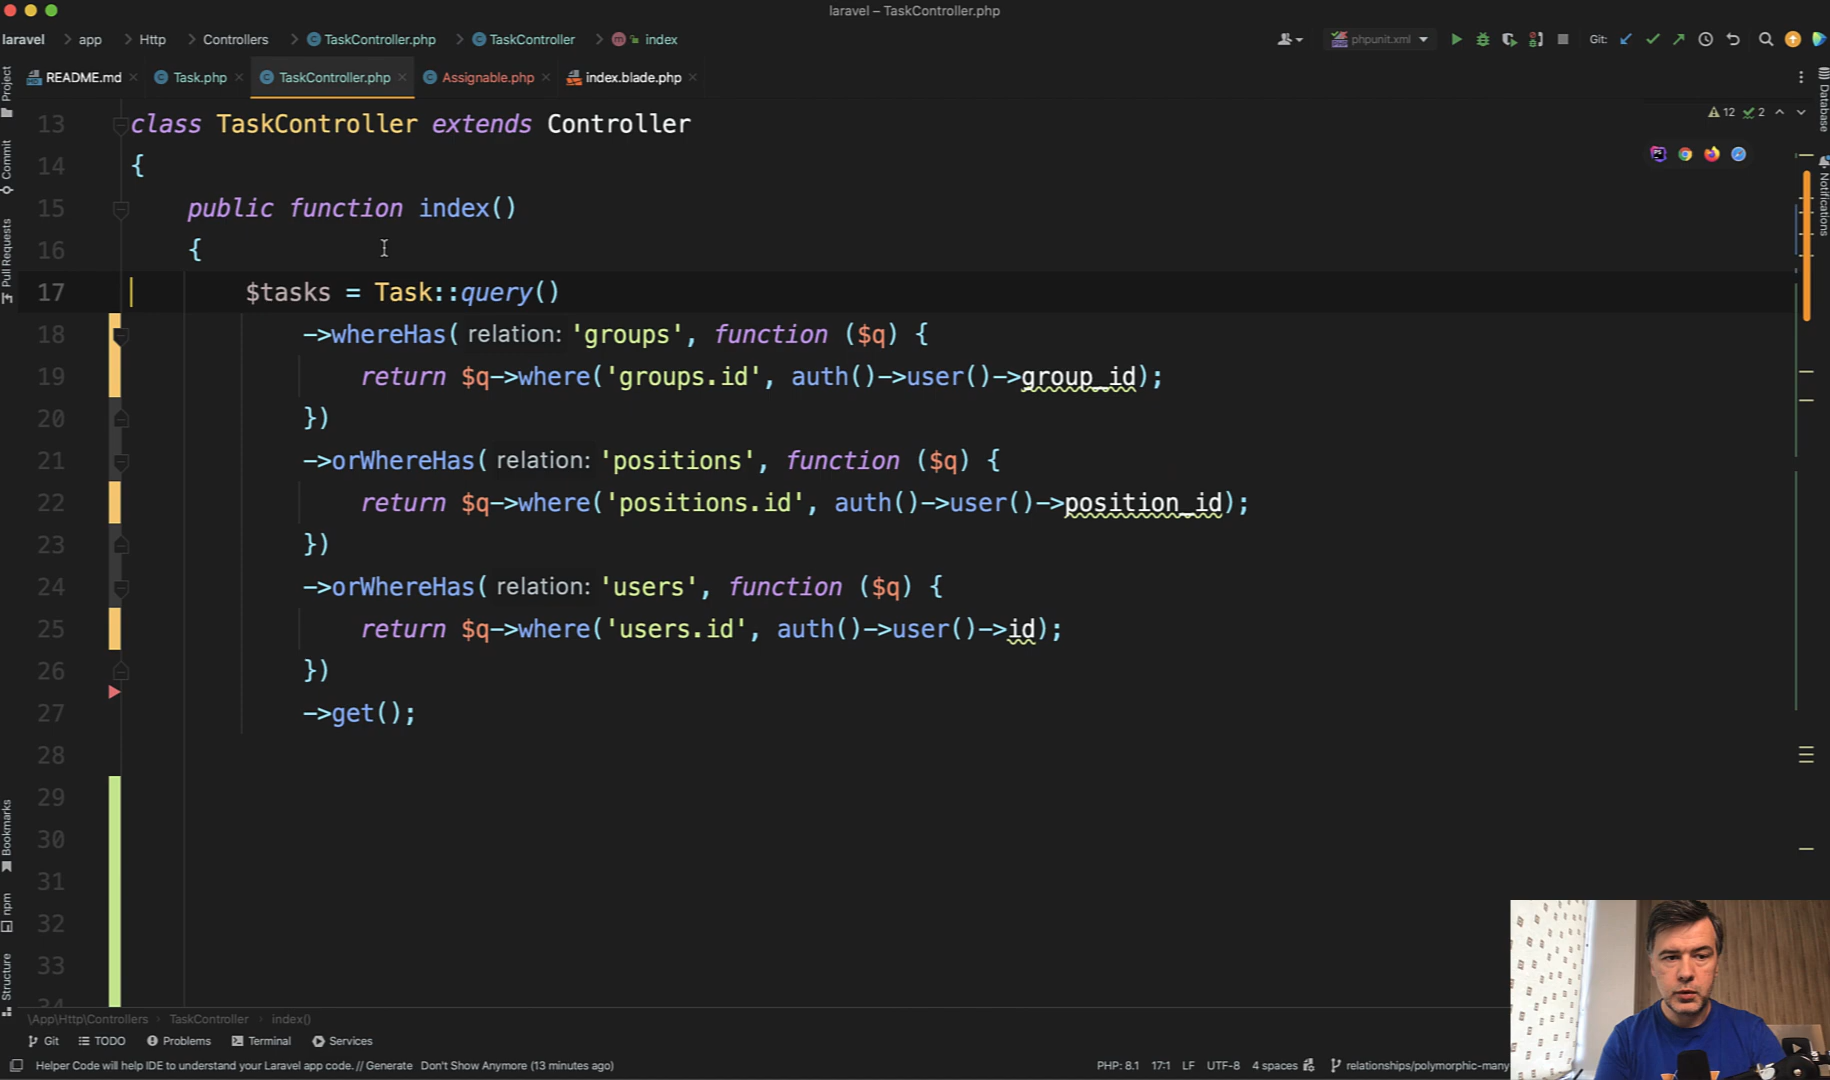 laravel – TaskController.php
laravel > app > Http > Controllers > TaskController.php > TaskController > index
phpunit.xml
Git:
README.md
Task.php
TaskController.php
Assignable.php
index.blade.php
Project
Commit
Pull Requests
Bookmarks
npm
Structure
Database
Notifications
12 2
13 class TaskController extends Controller
14 {
15 public function index()
16 {
17 $tasks = Task::query()
18 ->whereHas( relation: 'groups', function ($q) {
19 return $q->where('groups.id', auth()->user()->group_id);
20 })
21 ->orWhereHas( relation: 'positions', function ($q) {
22 return $q->where('positions.id', auth()->user()->position_id);
23 })
24 ->orWhereHas( relation: 'users', function ($q) {
25 return $q->where('users.id', auth()->user()->id);
26 })
27 ->get();
28
29
30
31
32
33
34
\App\Http\Controllers > TaskController > index()
Git TODO Problems Terminal Services
Helper Code will help IDE to understand your Laravel app code. // Generate Don't Show Anymore (13 minutes ago)
PHP: 8.1 17:1 LF UTF-8 4 spaces relationships/polymorphic-many